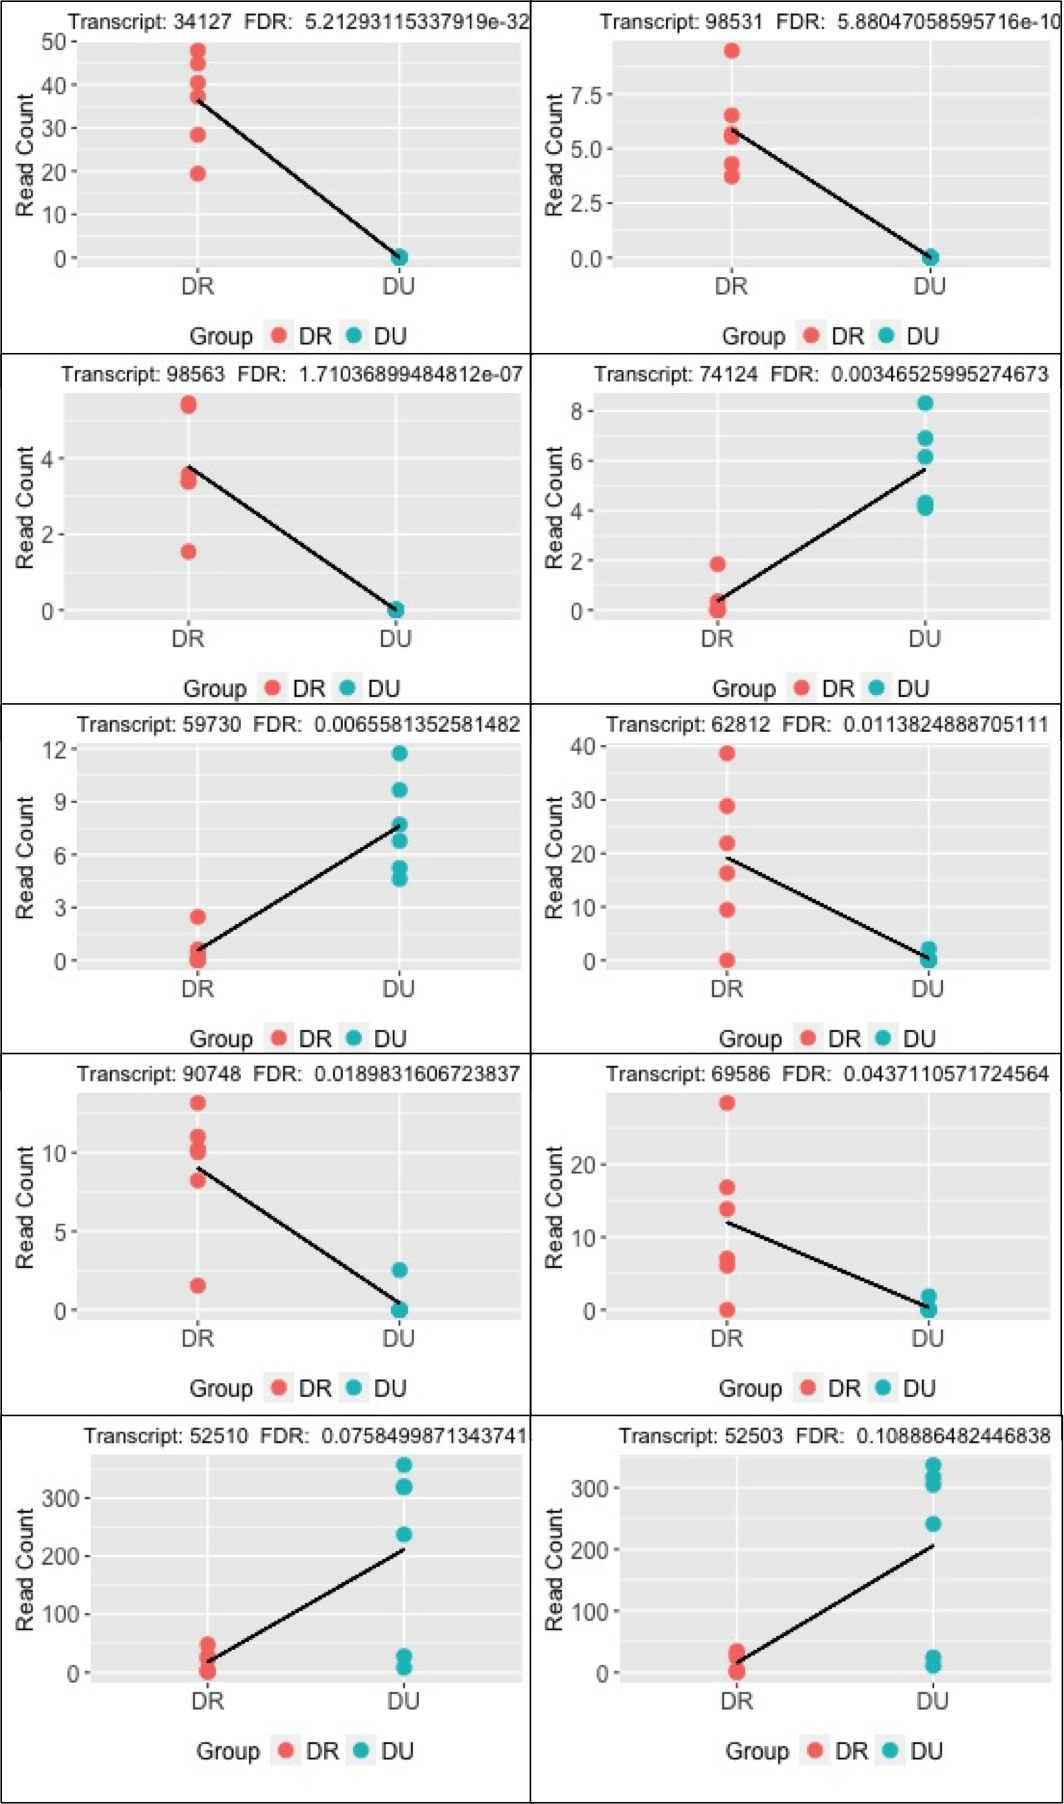 Transcript: 34127 FDR: 5.21293115337919e-32
50
40
30
20
10
0
Read Count
DR DU
Group DR DU
Transcript: 98531 FDR: 5.88047058595716e-10
7.5
5.0
2.5
0.0
Read Count
DR DU
Group DR DU
Transcript: 98563 FDR: 1.71036899484812e-07
4
2
0
Read Count
DR DU
Group DR DU
Transcript: 74124 FDR: 0.00346525995274673
8
6
4
2
0
Read Count
DR DU
Group DR DU
Transcript: 59730 FDR: 0.0065581352581482
12
9
6
3
0
Read Count
DR DU
Group DR DU
Transcript: 62812 FDR: 0.0113824888705111
40
30
20
10
0
Read Count
DR DU
Group DR DU
Transcript: 90748 FDR: 0.0189831606723837
10
5
0
Read Count
DR DU
Group DR DU
Transcript: 69586 FDR: 0.0437110571724564
20
10
0
Read Count
DR DU
Group DR DU
Transcript: 52510 FDR: 0.0758499871343741
300
200
100
0
Read Count
DR DU
Group DR DU
Transcript: 52503 FDR: 0.108886482446838
300
200
100
0
Read Count
DR DU
Group DR DU